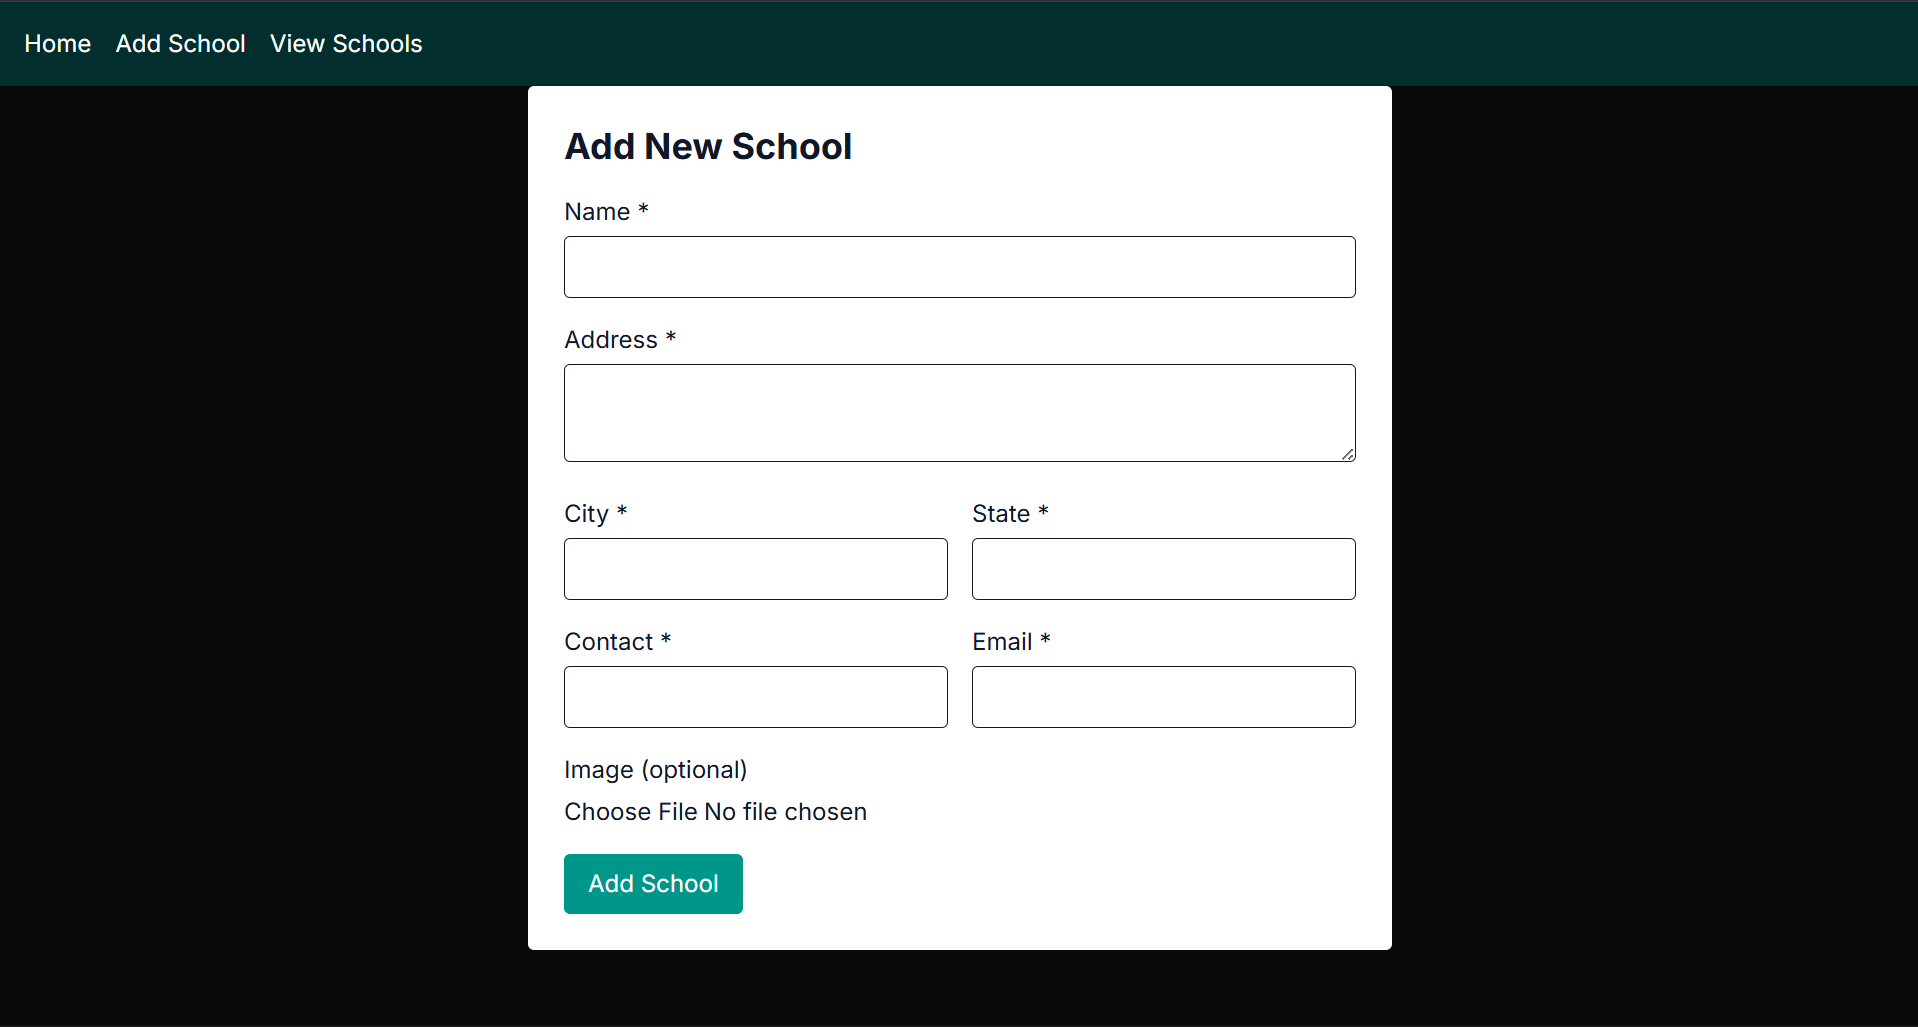 Home Add School View Schools
Add New School
Name *
Address *
City * State *
Contact * Email *
Image (optional)
Choose File No file chosen
Add School